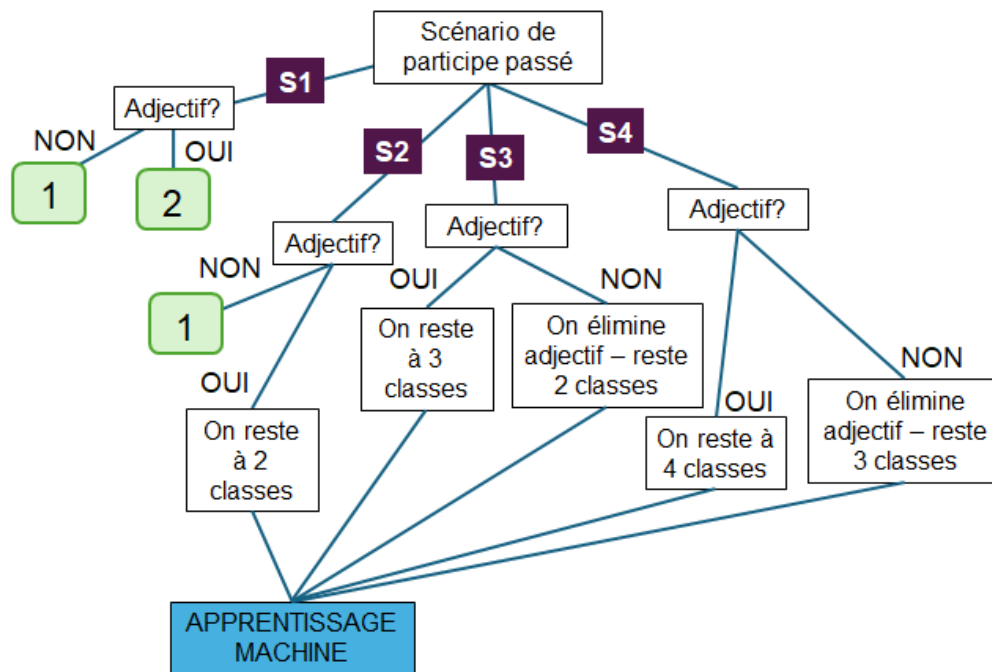 Scénario de
participe passé
S1
Adjectif?
NON
OUI
1
2
S2
Adjectif?
NON
1
OUI
On reste
à 2
classes
S3
Adjectif?
OUI
On reste
à 3
classes
NON
On élimine
adjectif – reste
2 classes
S4
Adjectif?
OUI
On reste à
4 classes
NON
On élimine
adjectif – reste
3 classes
APPRENTISSAGE
MACHINE